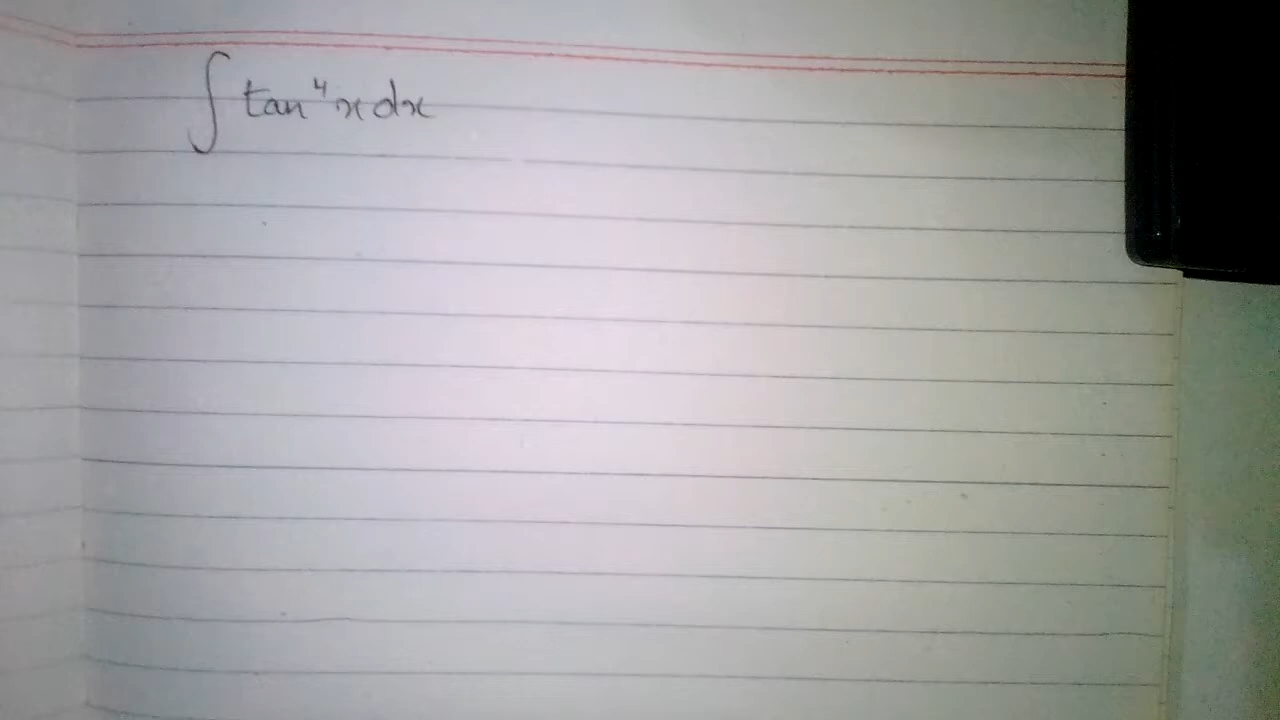 ∫ tan⁴x dx